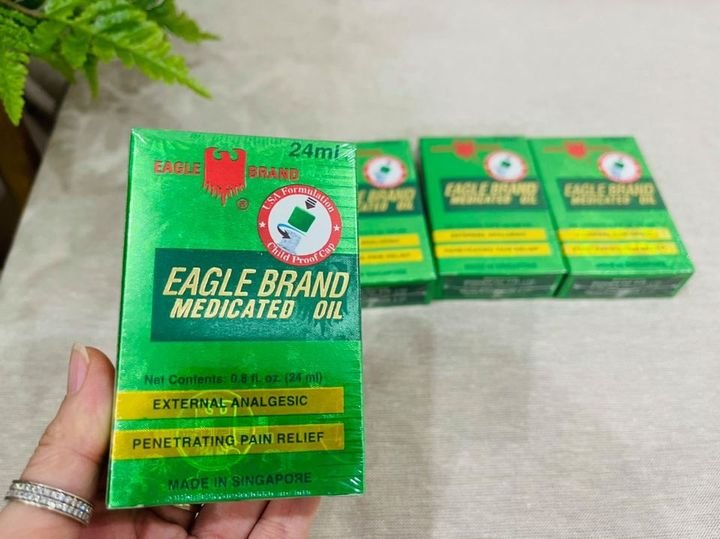 24ml
EAGLE BRAND
®
USA Formulation
Child Proof Cap
EAGLE BRAND
MEDICATED OIL
Net Contents: 0.8 fl. oz. (24 ml)
EXTERNAL ANALGESIC
PENETRATING PAIN RELIEF
MADE IN SINGAPORE
EAGLE BRAND
MEDICATED OIL
EAGLE BRAND
MEDICATED OIL